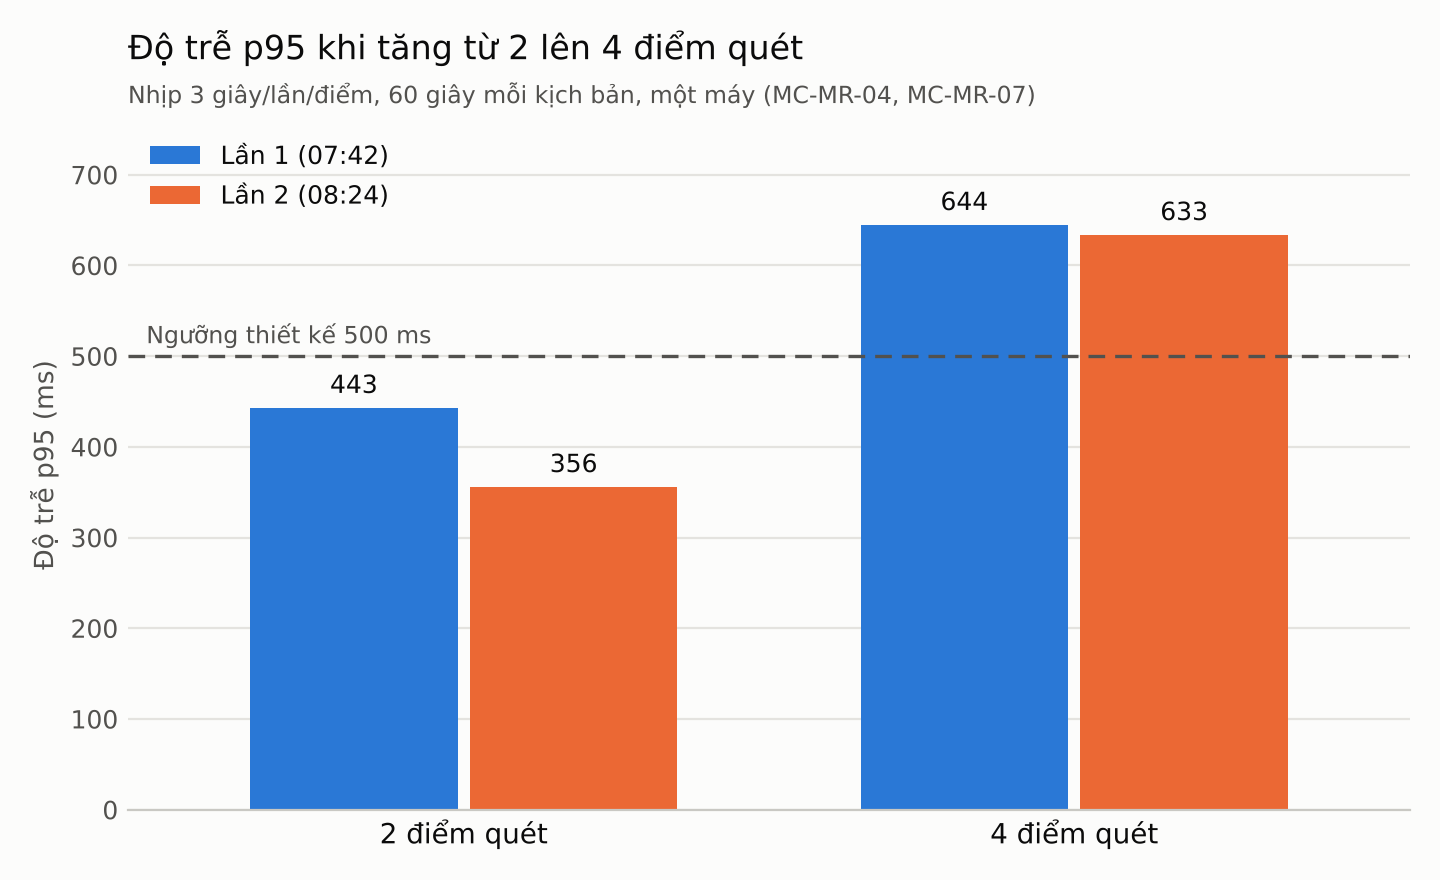 Độ trễ p95 khi tăng từ 2 lên 4 điểm quét
Nhịp 3 giây/lần/điểm, 60 giây mỗi kịch bản, một máy (MC-MR-04, MC-MR-07)
Lần 1 (07:42)
Lần 2 (08:24)
Độ trễ p95 (ms)
700
600
500
400
300
200
100
0
Ngưỡng thiết kế 500 ms
443
356
644
633
2 điểm quét
4 điểm quét